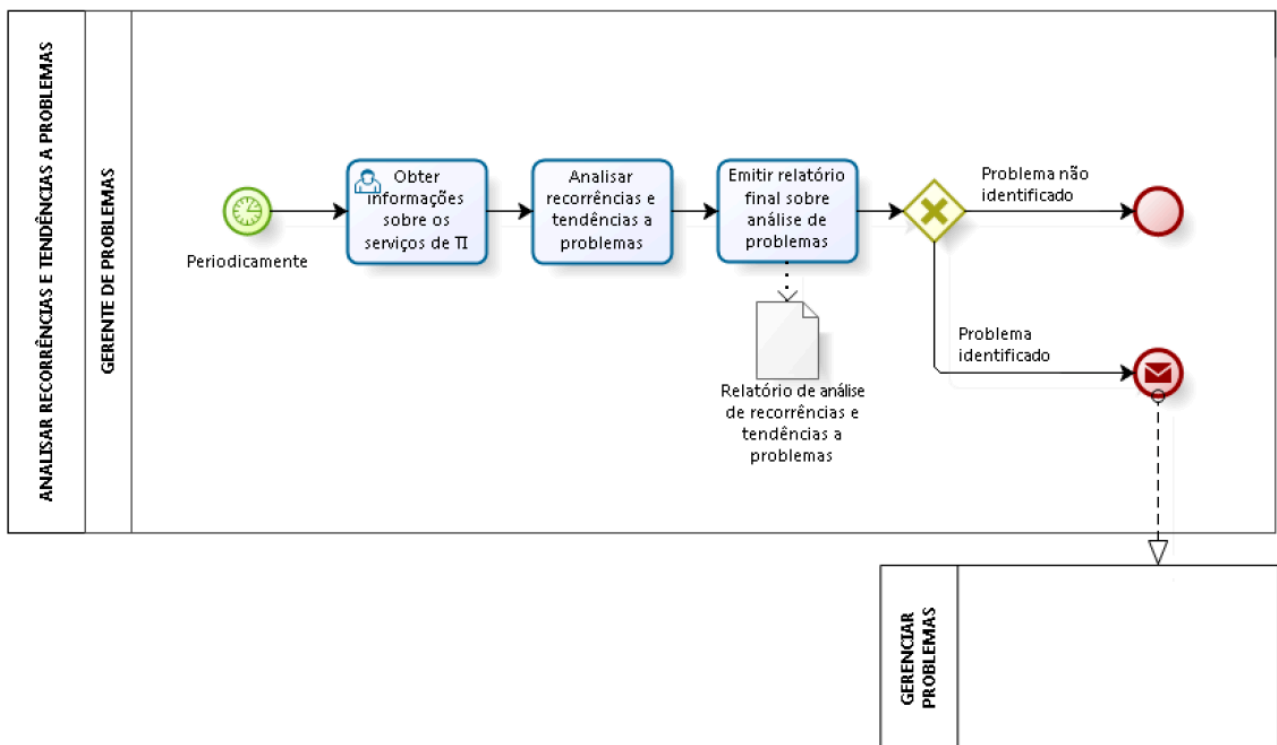 ANALISAR RECORRÊNCIAS E TENDÊNCIAS A PROBLEMAS
GERENTE DE PROBLEMAS
Periodicamente
Obter
informações
sobre os
serviços de TI
Analisar
recorrências e
tendências a
problemas
Emitir relatório
final sobre
análise de
problemas
Relatório de análise
de recorrências e
tendências a
problemas
Problema não
identificado
Problema
identificado
GERENCIAR
PROBLEMAS